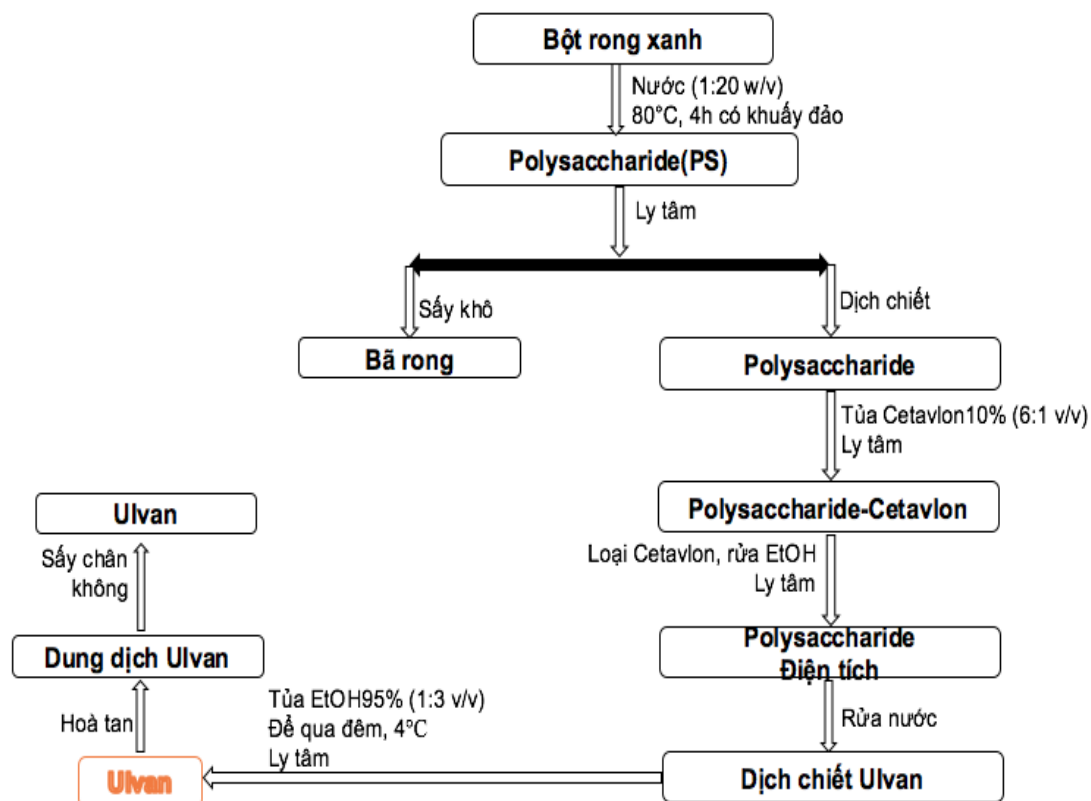 Bột rong xanh
Nước (1:20 w/v)
80°C, 4h có khuấy đảo
Polysaccharide(PS)
Ly tâm
Sấy khô
Dịch chiết
Bã rong
Polysaccharide
Tủa Cetavlon10% (6:1 v/v)
Ly tâm
Polysaccharide-Cetavlon
Loại Cetavlon, rửa EtOH
Ly tâm
Polysaccharide
Điện tích
Rửa nước
Dịch chiết Ulvan
Tủa EtOH95% (1:3 v/v)
Để qua đêm, 4℃
Ly tâm
Ulvan
Hoà tan
Dung dịch Ulvan
Sấy chân
không
Ulvan